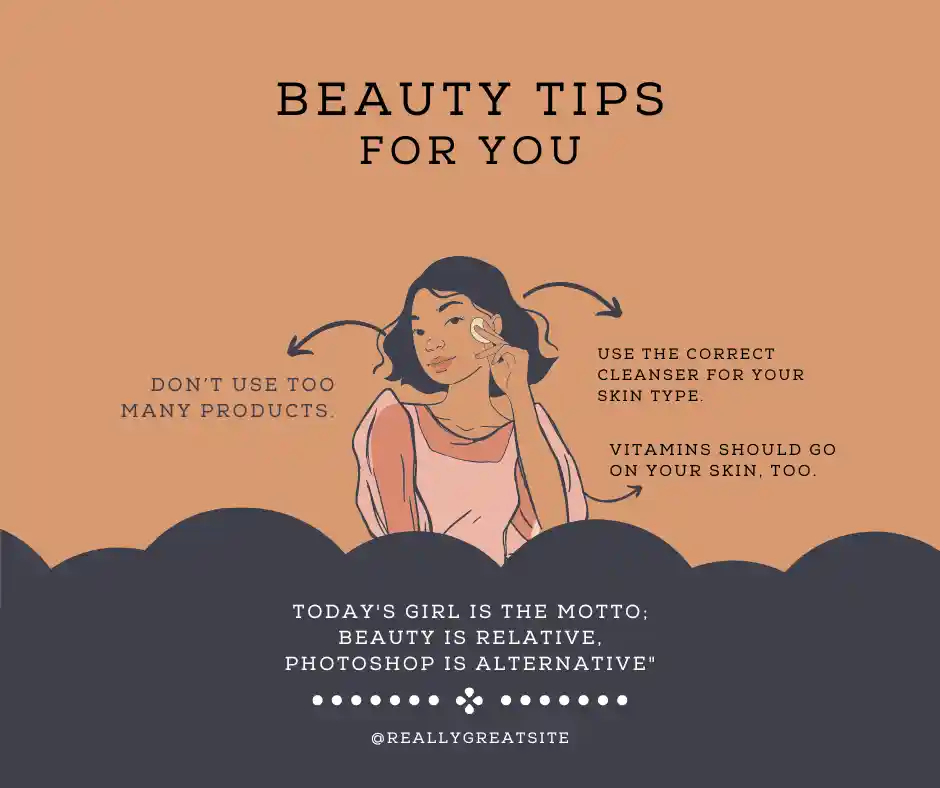 BEAUTY TIPS
FOR YOU
DON'T USE TOO
MANY PRODUCTS.
USE THE CORRECT
CLEANSER FOR YOUR
SKIN TYPE.
VITAMINS SHOULD GO
ON YOUR SKIN, TOO.
TODAY'S GIRL IS THE MOTTO;
BEAUTY IS RELATIVE,
PHOTOSHOP IS ALTERNATIVE"
@REALLYGREATSITE